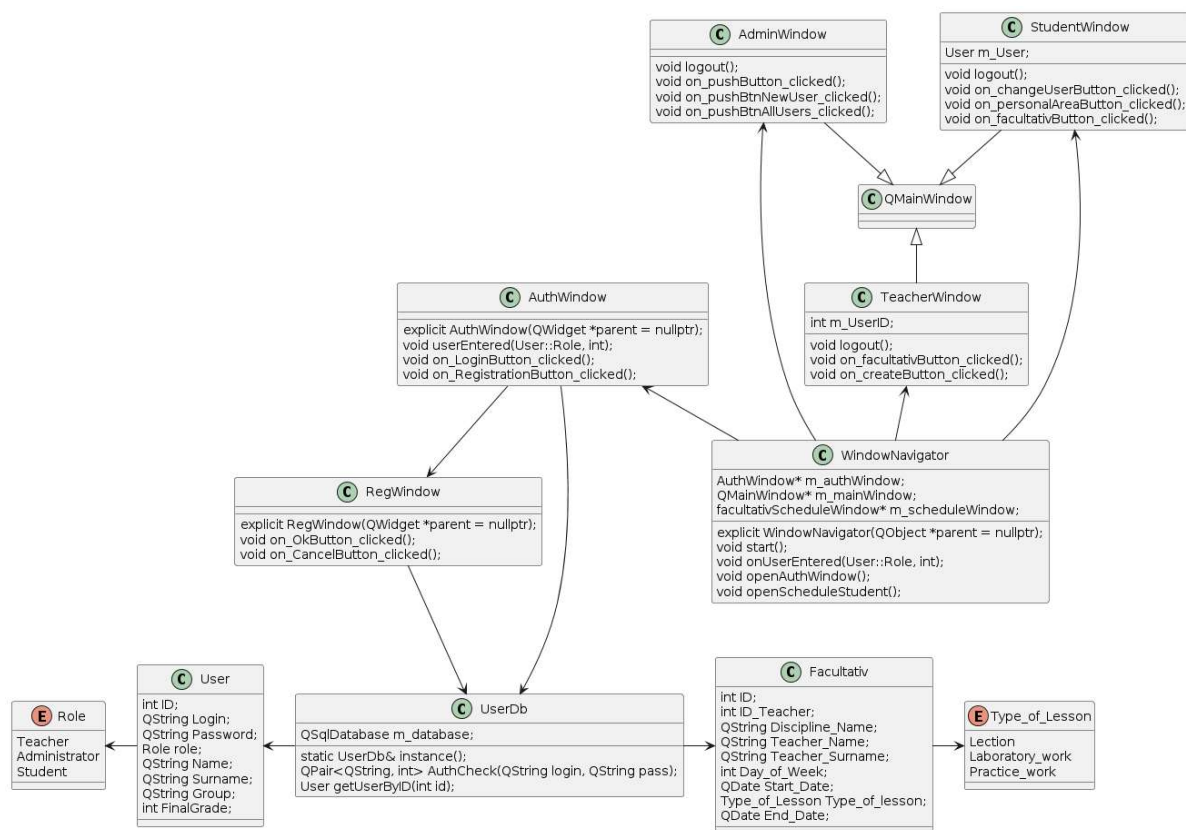 C AdminWindow
void logout();
void on_pushButton_clicked();
void on_pushBtnNewUser_clicked();
void on_pushBtnAllUsers_clicked();
C StudentWindow
User m_User;
void logout();
void on_changeUserButton_clicked();
void on_personalAreaButton_clicked();
void on_facultativButton_clicked();
C QMainWindow
C AuthWindow
explicit AuthWindow(QWidget *parent = nullptr);
void userEntered(User::Role, int);
void on_LoginButton_clicked();
void on_RegistrationButton_clicked();
C TeacherWindow
int m_UserID;
void logout();
void on_facultativButton_clicked();
void on_createButton_clicked();
C RegWindow
explicit RegWindow(QWidget *parent = nullptr);
void on_OkButton_clicked();
void on_CancelButton_clicked();
C WindowNavigator
AuthWindow* m_authWindow;
QMainWindow* m_mainWindow;
facultativScheduleWindow* m_scheduleWindow;
explicit WindowNavigator(QObject *parent = nullptr);
void start();
void onUserEntered(User::Role, int);
void openAuthWindow();
void openScheduleStudent();
E Role
Teacher
Administrator
Student
C User
int ID;
QString Login;
QString Password;
Role role;
QString Name;
QString Surname;
QString Group;
int FinalGrade;
C UserDb
QSqlDatabase m_database;
static UserDb& instance();
QPair<QString, int> AuthCheck(QString login, QString pass);
User getUserByID(int id);
C Facultativ
int ID;
int ID_Teacher;
QString Discipline_Name;
QString Teacher_Name;
QString Teacher_Surname;
int Day_of_Week;
QDate Start_Date;
Type_of_Lesson Type_of_lesson;
QDate End_Date;
E Type_of_Lesson
Lection
Laboratory_work
Practice_work